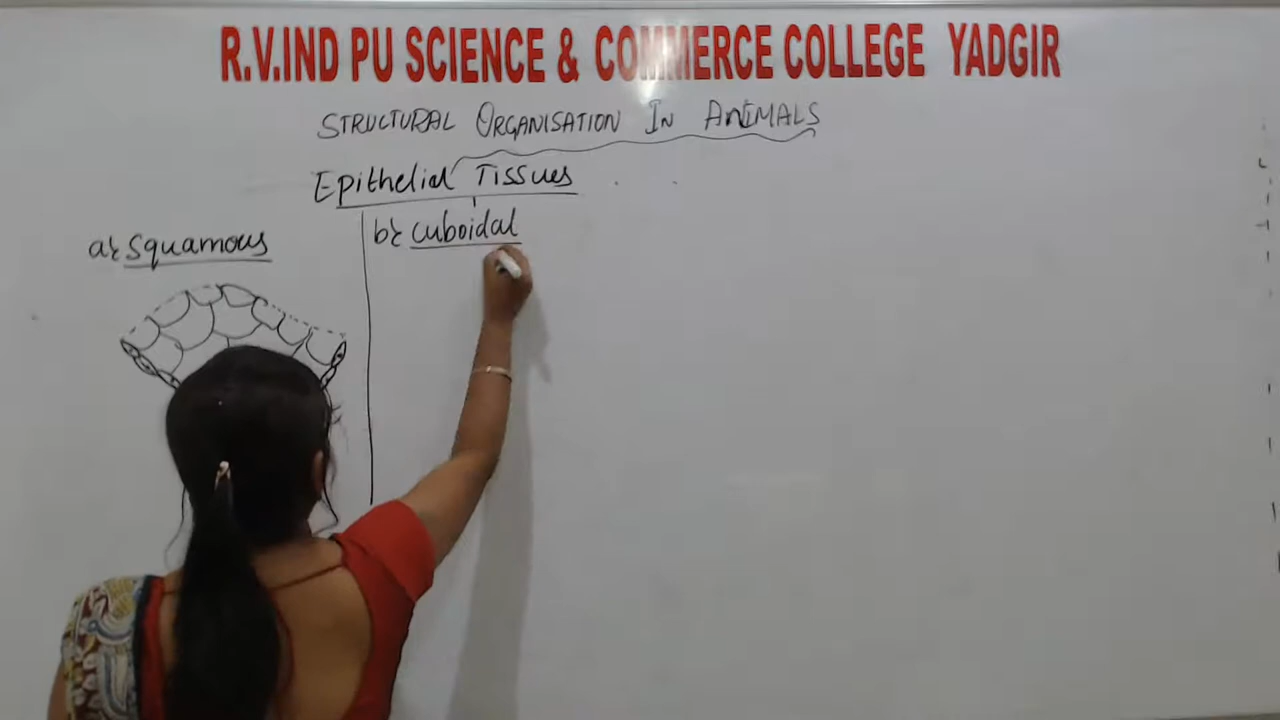 R.V.IND PU SCIENCE & COMMERCE COLLEGE YADGIR
STRUCTURAL ORGANISATION IN ANIMALS
Epithelial Tissues
a} Squamous
b} cuboidal